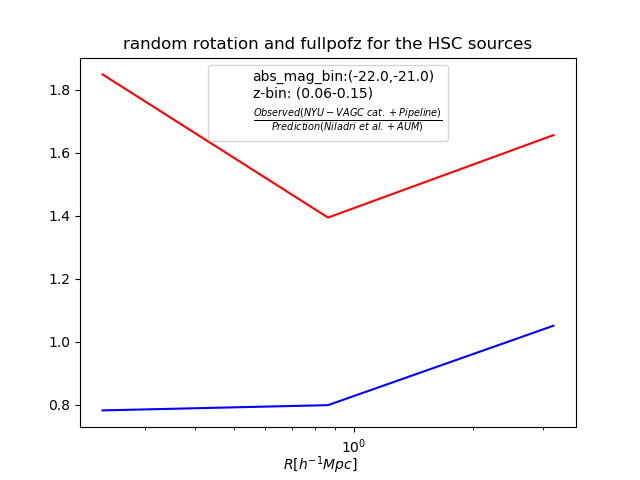 random rotation and fullpofz for the HSC sources
abs_mag_bin:(-22.0,-21.0)
z-bin: (0.06-0.15)
Observed(NYU − VAGC cat. + Pipeline)
Prediction(Niladri et al. + AUM)
1.8
1.6
1.4
1.2
1.0
0.8
10⁰
R[h⁻¹Mpc]